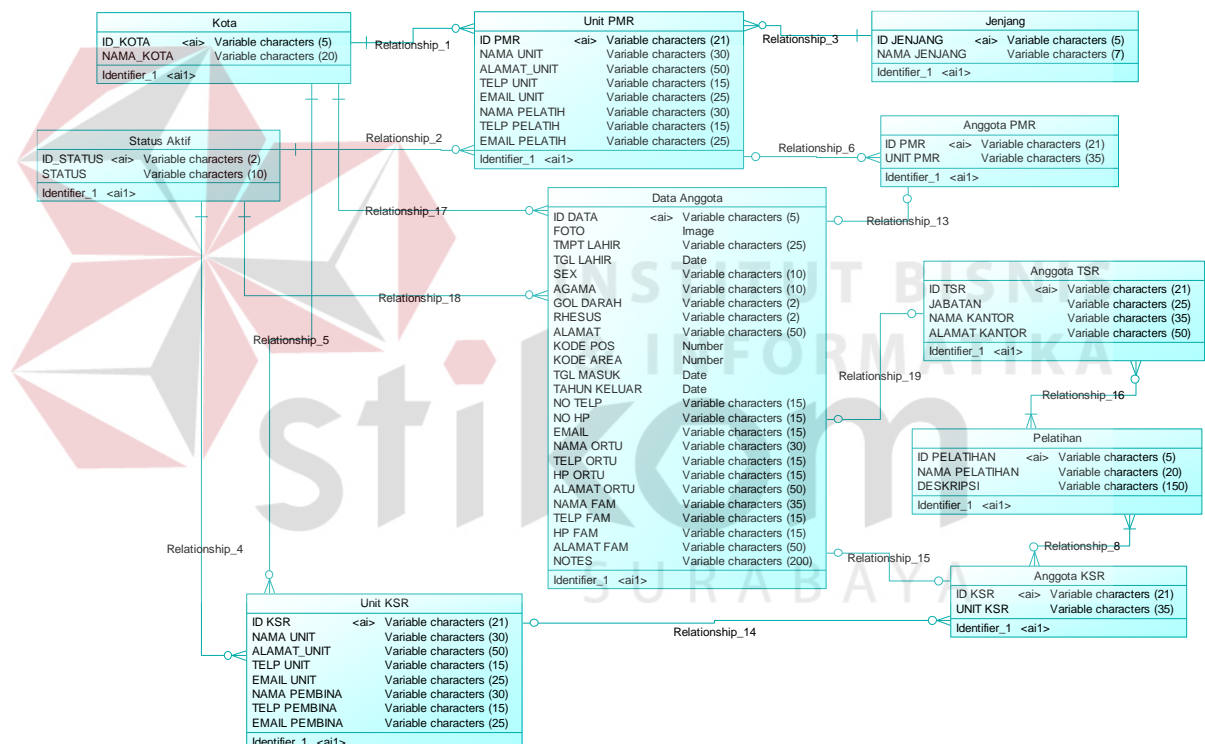 Kota
ID_KOTA <ai> Variable characters (5)
NAMA_KOTA Variable characters (20)
Identifier_1 <ai1>
Relationship_1
Unit PMR
ID PMR <ai> Variable characters (21)
NAMA UNIT Variable characters (30)
ALAMAT_UNIT Variable characters (50)
TELP UNIT Variable characters (15)
EMAIL UNIT Variable characters (25)
NAMA PELATIH Variable characters (30)
TELP PELATIH Variable characters (15)
EMAIL PELATIH Variable characters (25)
Identifier_1 <ai1>
Relationship_3
Jenjang
ID JENJANG <ai> Variable characters (5)
NAMA JENJANG Variable characters (7)
Identifier_1 <ai1>
Status Aktif
ID_STATUS <ai> Variable characters (2)
STATUS Variable characters (10)
Identifier_1 <ai1>
Relationship_2
Relationship_6
Anggota PMR
ID PMR <ai> Variable characters (21)
UNIT PMR Variable characters (35)
Identifier_1 <ai1>
Relationship_17
Relationship_13
Relationship_18
Relationship_5
Data Anggota
ID DATA <ai> Variable characters (5)
FOTO Image
TMPT LAHIR Variable characters (25)
TGL LAHIR Date
SEX Variable characters (10)
AGAMA Variable characters (10)
GOL DARAH Variable characters (2)
RHESUS Variable characters (2)
ALAMAT Variable characters (50)
KODE POS Number
KODE AREA Number
TGL MASUK Date
TAHUN KELUAR Date
NO TELP Variable characters (15)
NO HP Variable characters (15)
EMAIL Variable characters (15)
NAMA ORTU Variable characters (30)
TELP ORTU Variable characters (15)
HP ORTU Variable characters (15)
ALAMAT ORTU Variable characters (50)
NAMA FAM Variable characters (35)
TELP FAM Variable characters (15)
HP FAM Variable characters (15)
ALAMAT FAM Variable characters (50)
NOTES Variable characters (200)
Identifier_1 <ai1>
Anggota TSR
ID TSR <ai> Variable characters (21)
JABATAN Variable characters (25)
NAMA KANTOR Variable characters (35)
ALAMAT KANTOR Variable characters (50)
Identifier_1 <ai1>
Relationship_19
Relationship_16
Pelatihan
ID PELATIHAN <ai> Variable characters (5)
NAMA PELATIHAN Variable characters (20)
DESKRIPSI Variable characters (150)
Identifier_1 <ai1>
Relationship_8
Relationship_15
Anggota KSR
ID KSR <ai> Variable characters (21)
UNIT KSR Variable characters (35)
Identifier_1 <ai1>
Relationship_4
Relationship_14
Unit KSR
ID KSR <ai> Variable characters (21)
NAMA UNIT Variable characters (30)
ALAMAT_UNIT Variable characters (50)
TELP UNIT Variable characters (15)
EMAIL UNIT Variable characters (25)
NAMA PEMBINA Variable characters (30)
TELP PEMBINA Variable characters (15)
EMAIL PEMBINA Variable characters (25)
Identifier_1 <ai1>
INSTITUT BISNIS
INFORMATIKA
stikom
SURABAYA